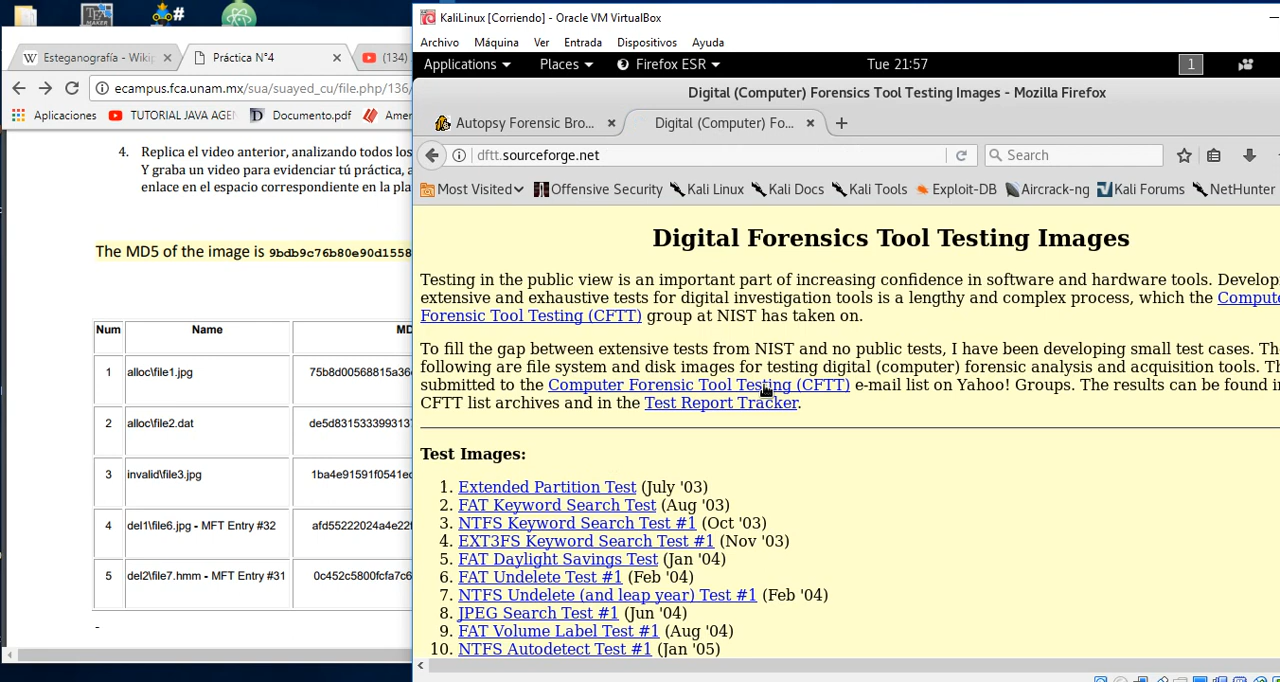 KaliLinux [Corriendo] - Oracle VM VirtualBox
Archivo Máquina Ver Entrada Dispositivos Ayuda
Applications Places Firefox ESR Tue 21:57 1
Digital (Computer) Forensics Tool Testing Images - Mozilla Firefox
Autopsy Forensic Bro... × Digital (Computer) Fo... × +
dftt.sourceforge.net Search
Most Visited Offensive Security Kali Linux Kali Docs Kali Tools Exploit-DB Aircrack-ng Kali Forums NetHunter
Digital Forensics Tool Testing Images
Testing in the public view is an important part of increasing confidence in software and hardware tools. Develop
extensive and exhaustive tests for digital investigation tools is a lengthy and complex process, which the Compute
Forensic Tool Testing (CFTT) group at NIST has taken on.
To fill the gap between extensive tests from NIST and no public tests, I have been developing small test cases. The
following are file system and disk images for testing digital (computer) forensic analysis and acquisition tools. T
submitted to the Computer Forensic Tool Testing (CFTT) e-mail list on Yahoo! Groups. The results can be found i
CFTT list archives and in the Test Report Tracker.
Test Images:
1. Extended Partition Test (July '03)
2. FAT Keyword Search Test (Aug '03)
3. NTFS Keyword Search Test #1 (Oct '03)
4. EXT3FS Keyword Search Test #1 (Nov '03)
5. FAT Daylight Savings Test (Jan '04)
6. FAT Undelete Test #1 (Feb '04)
7. NTFS Undelete (and leap year) Test #1 (Feb '04)
8. JPEG Search Test #1 (Jun '04)
9. FAT Volume Label Test #1 (Aug '04)
10. NTFS Autodetect Test #1 (Jan '05)
Esteganografía - Wikip × Práctica N°4 × (134)
ecampus.fca.unam.mx/sua/suayed_cu/file.php/136/
Aplicaciones TUTORIAL JAVA AGEN Documento.pdf Amer
4. Replica el video anterior, analizando todos los
Y graba un video para evidenciar tú práctica, a
enlace en el espacio correspondiente en la pla
The MD5 of the image is 9bdb9c76b80e90d1558
Num Name MD
1 alloc\file1.jpg 75b8d00568815a36
2 alloc\file2.dat de5d83153339931
3 invalid\file3.jpg 1ba4e91591f0541e
4 del1\file6.jpg - MFT Entry #32 afd55222024a4e22
5 del2\file7.hmm - MFT Entry #31 0c452c5800fcfa7c6